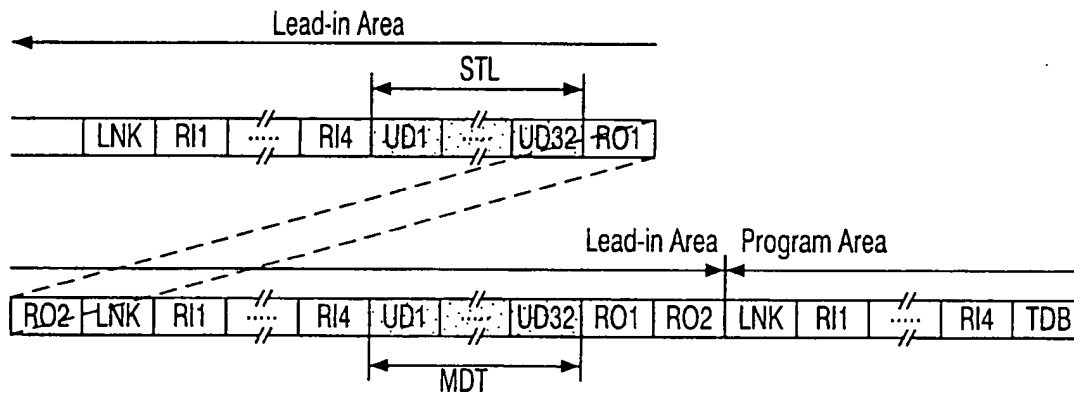 Lead-in Area
STL
LNK RI1 ..... RI4 UD1 ..... UD32 RO1
Lead-in Area Program Area
RO2 LNK RI1 ..... RI4 UD1 ..... UD32 RO1 RO2 LNK RI1 ..... RI4 TDB
MDT